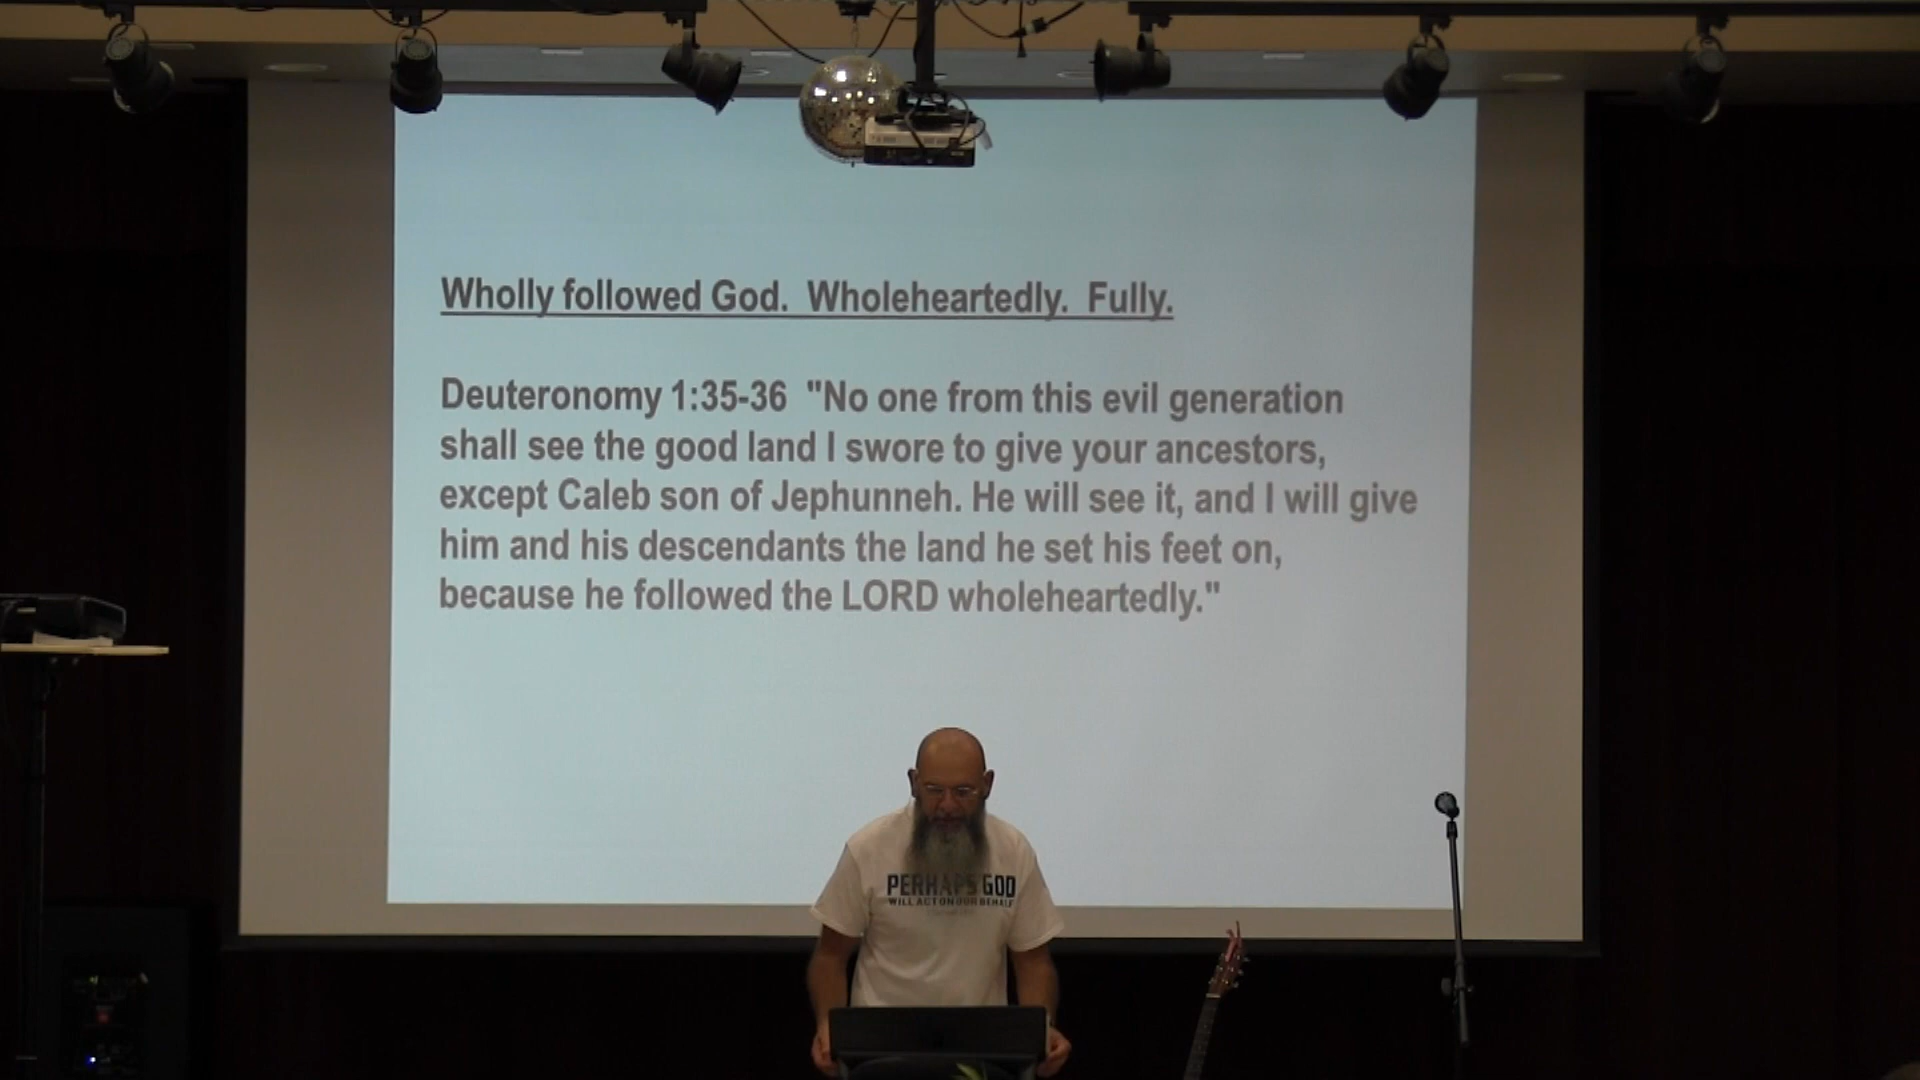 Wholly followed God.  Wholeheartedly.  Fully.
Deuteronomy 1:35-36  "No one from this evil generation
shall see the good land I swore to give your ancestors,
except Caleb son of Jephunneh. He will see it, and I will give
him and his descendants the land he set his feet on,
because he followed the LORD wholeheartedly."
PERHAPS GOD
WILL ACT ON OUR BEHALF